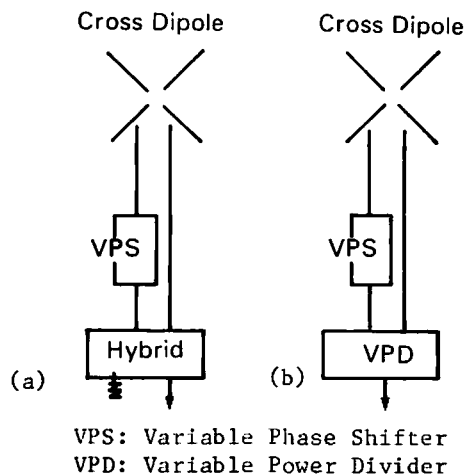 Cross Dipole
Cross Dipole
VPS
VPS
Hybrid
VPD
(a)
(b)
VPS: Variable Phase Shifter
VPD: Variable Power Divider